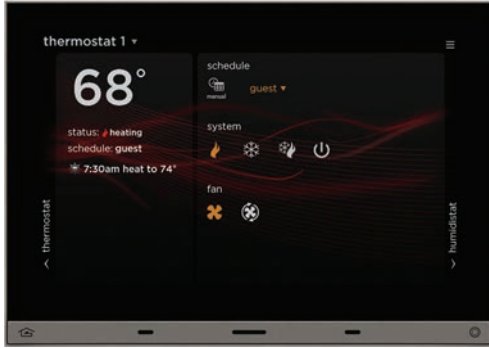 thermostat 1
68°
status: heating
schedule: guest
7:30am heat to 74°
schedule
manual
guest
system
fan
thermostat
humidistat